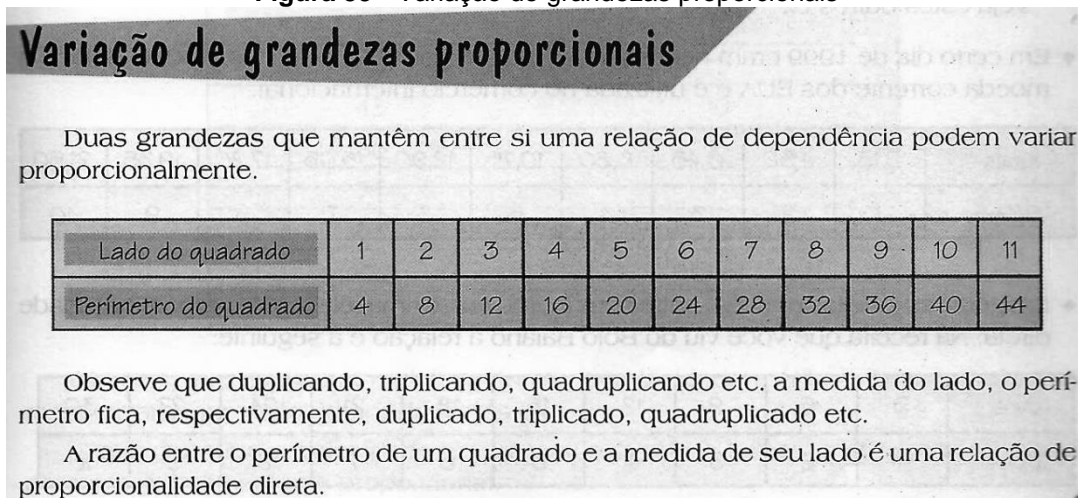 Variação de grandezas proporcionais
Duas grandezas que mantêm entre si uma relação de dependência podem variar
proporcionalmente.
Lado do quadrado 1 2 3 4 5 6 7 8 9 10 11
Perímetro do quadrado 4 8 12 16 20 24 28 32 36 40 44
Observe que duplicando, triplicando, quadruplicando etc. a medida do lado, o perí-
metro fica, respectivamente, duplicado, triplicado, quadruplicado etc.
A razão entre o perímetro de um quadrado e a medida de seu lado é uma relação de
proporcionalidade direta.